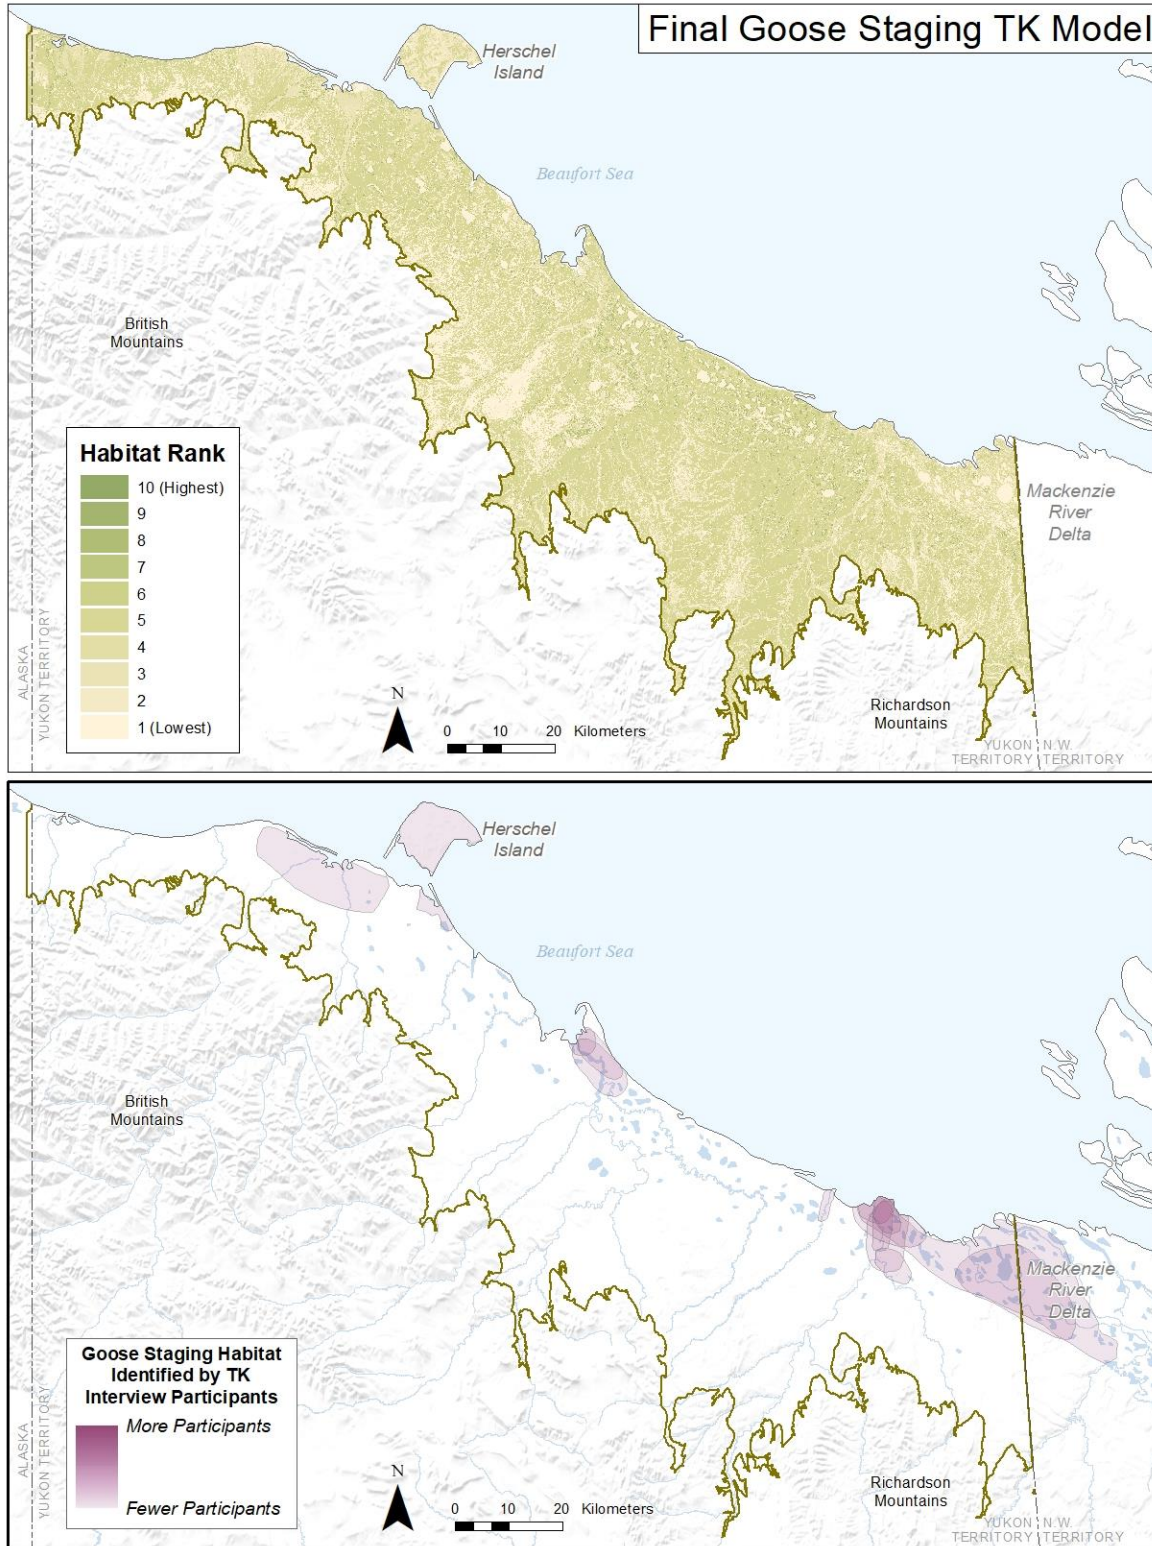 Final Goose Staging TK Model
Herschel
Island
Beaufort Sea
British
Mountains
Habitat Rank
10 (Highest)
9
8
7
6
5
4
3
2
1 (Lowest)
Mackenzie
River
Delta
ALASKA
YUKON TERRITORY
N
0 10 20 Kilometers
Richardson
Mountains
YUKON N.W.
TERRITORY TERRITORY
Herschel
Island
Beaufort Sea
British
Mountains
Mackenzie
River
Delta
Goose Staging Habitat
Identified by TK
Interview Participants
More Participants
Fewer Participants
ALASKA
YUKON TERRITORY
N
0 10 20 Kilometers
Richardson
Mountains
YUKON N.W.
TERRITORY TERRITORY